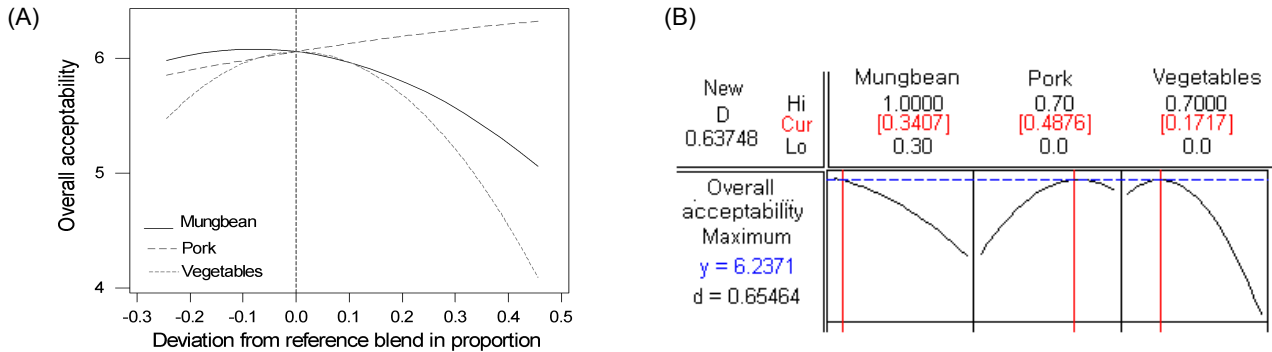 (A)
Overall acceptability
6
5
4
Mungbean
Pork
Vegetables
-0.3 -0.2 -0.1 0.0 0.1 0.2 0.3 0.4 0.5
Deviation from reference blend in proportion
(B)
New
D
0.63748
Hi
Cur
Lo
Mungbean
1.0000
[0.3407]
0.30
Pork
0.70
[0.4876]
0.0
Vegetables
0.7000
[0.1717]
0.0
Overall
acceptability
Maximum
y = 6.2371
d = 0.65464